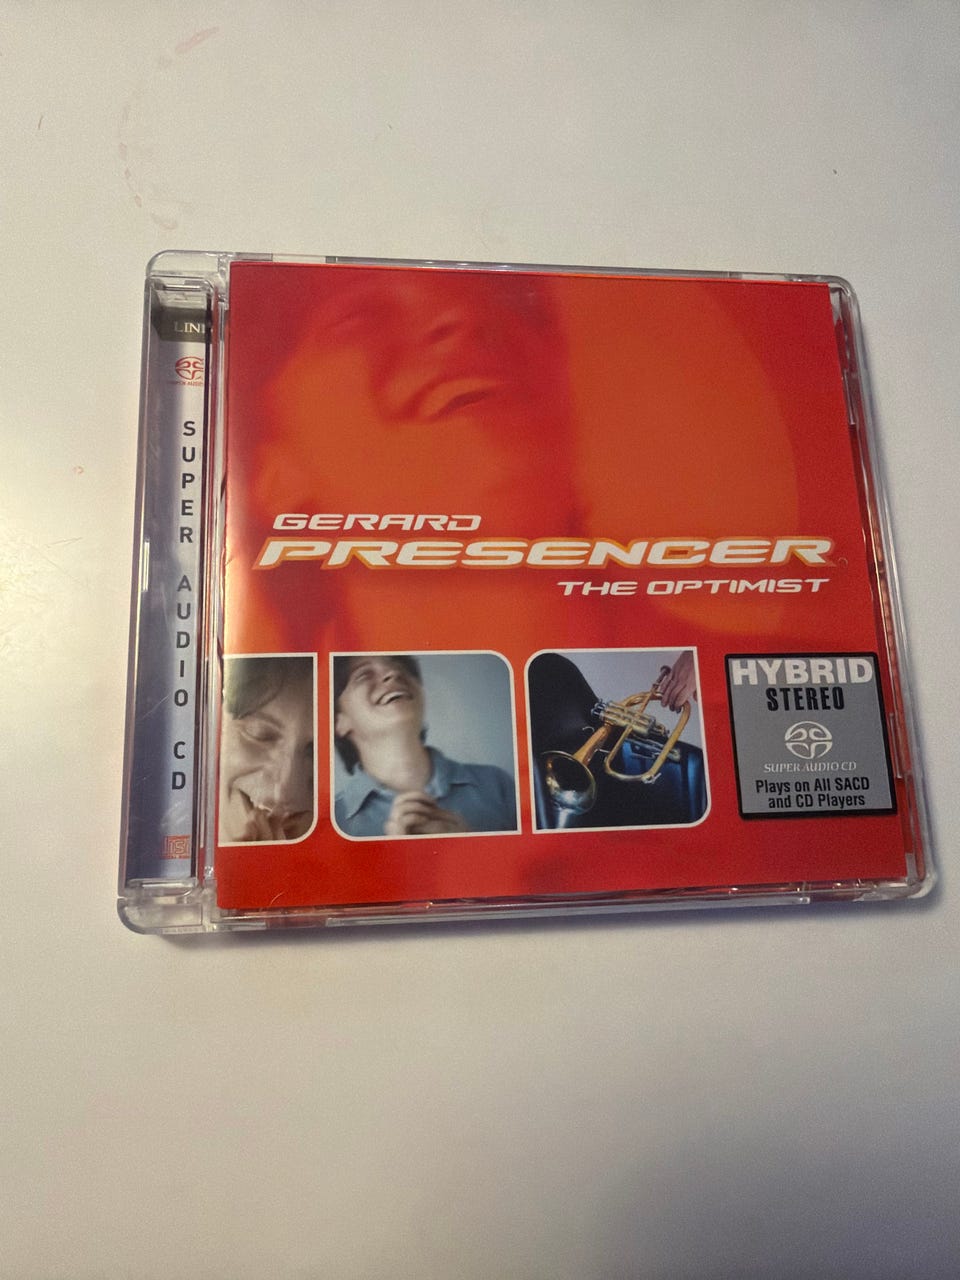 LINN
SUPER AUDIO CD
GERARD
PRESENCER
THE OPTIMIST
HYBRID
STEREO
SUPER AUDIO CD
Plays on All SACD
and CD Players